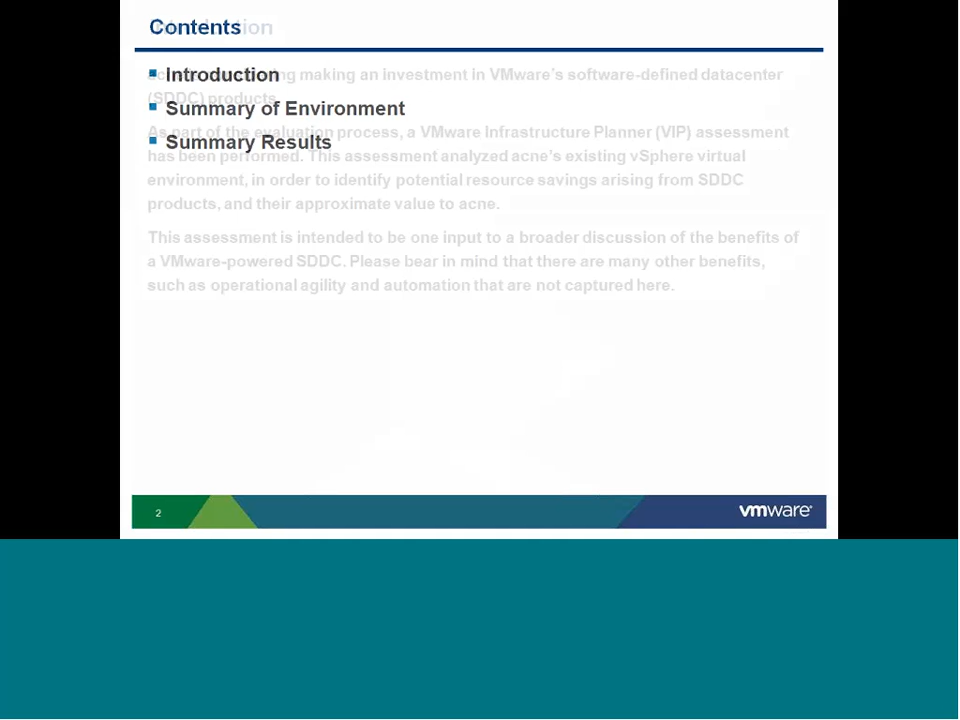 Contents
Introduction
Summary of Environment
Summary Results
making an investment in VMware's software-defined datacenter
(SDDC) products
As part of the evaluation process, a VMware Infrastructure Planner (VIP) assessment
has been performed. This assessment analyzed acne's existing vSphere virtual
environment, in order to identify potential resource savings arising from SDDC
products, and their approximate value to acne.
This assessment is intended to be one input to a broader discussion of the benefits of
a VMware-powered SDDC. Please bear in mind that there are many other benefits,
such as operational agility and automation that are not captured here.
2
vmware